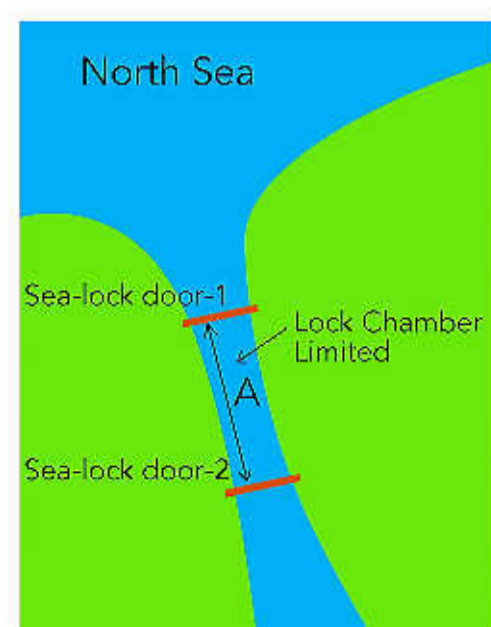 North Sea
Sea-lock door-1
Lock Chamber
Limited
A
Sea-lock door-2